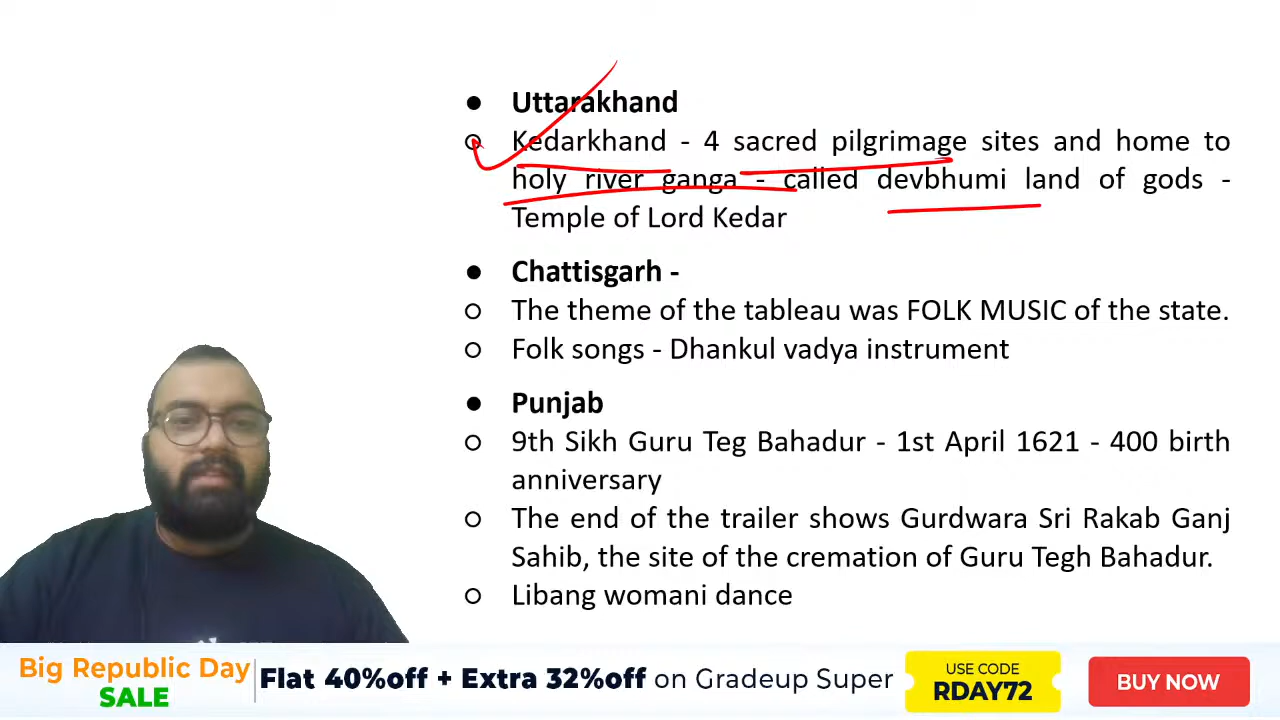 Uttarakhand
Kedarkhand - 4 sacred pilgrimage sites and home to
holy river ganga - called devbhumi land of gods -
Temple of Lord Kedar
Chattisgarh -
The theme of the tableau was FOLK MUSIC of the state.
Folk songs - Dhankul vadya instrument
Punjab
9th Sikh Guru Teg Bahadur - 1st April 1621 - 400 birth
anniversary
The end of the trailer shows Gurdwara Sri Rakab Ganj
Sahib, the site of the cremation of Guru Tegh Bahadur.
Libang womani dance
Big Republic Day
SALE
Flat 40%off + Extra 32%off on Gradeup Super
USE CODE
RDAY72
BUY NOW